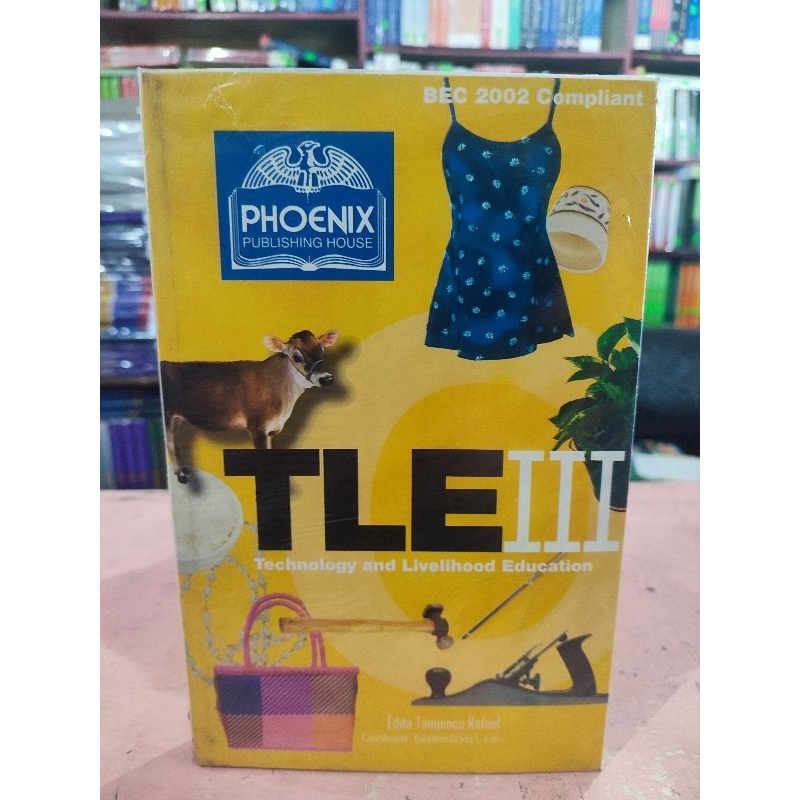 BEC 2002 Compliant
PHOENIX
PUBLISHING HOUSE
TLE III
Technology and Livelihood Education
Edita Tampinco Rafael